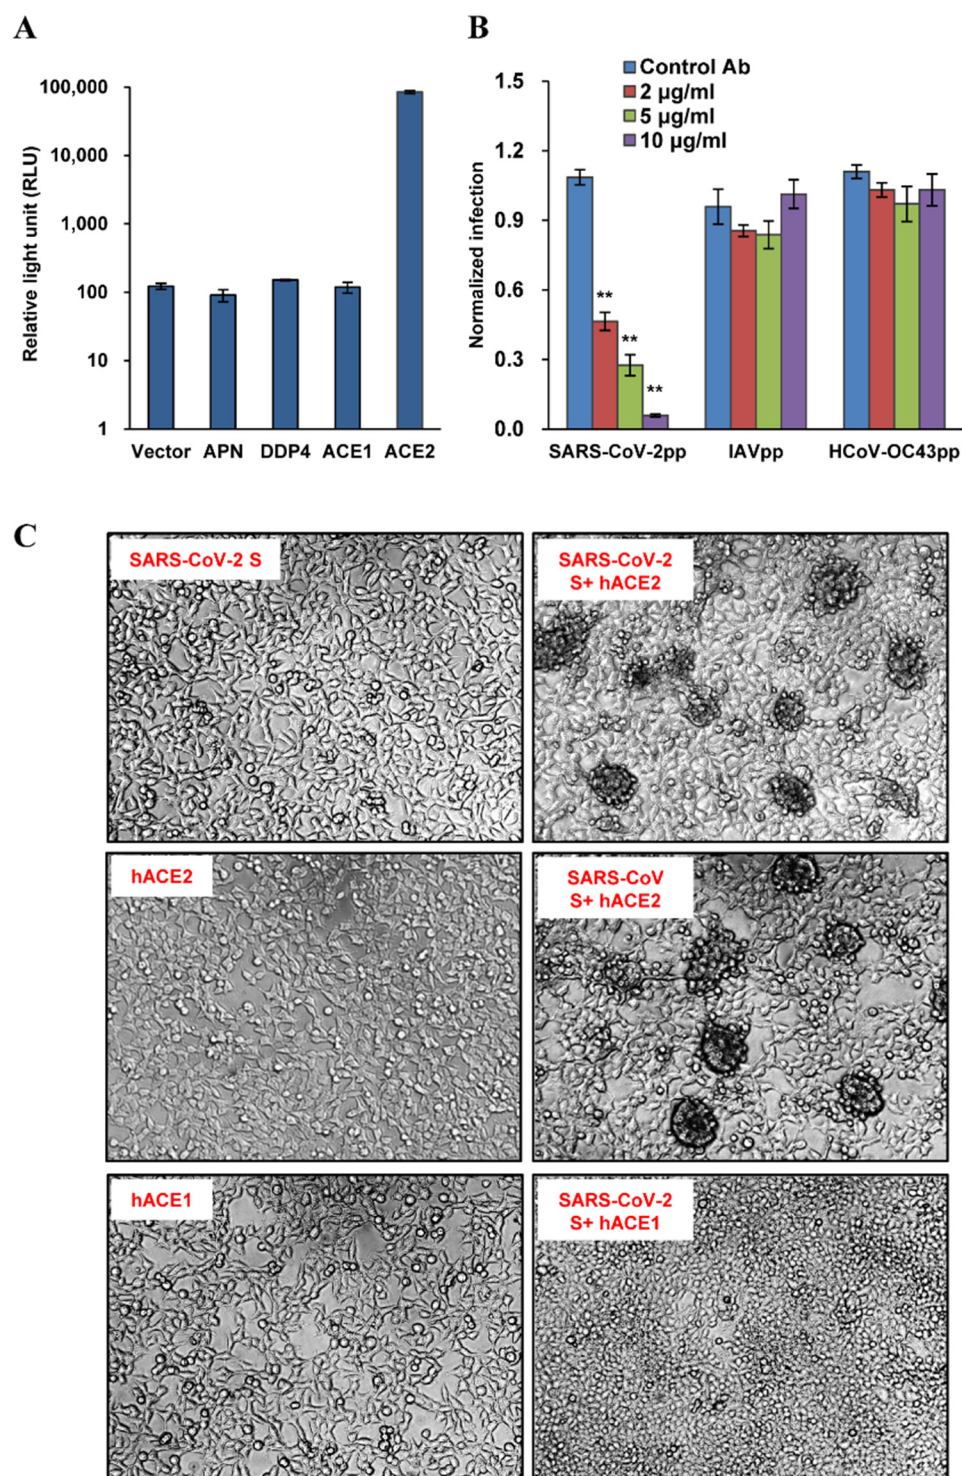 A
100,000
10,000
1,000
100
10
1
Relative light unit (RLU)
Vector APN DDP4 ACE1 ACE2
B
Control Ab
2 µg/ml
5 µg/ml
10 µg/ml
1.5
1.2
0.9
0.6
0.3
0.0
Normalized infection
**
**
**
SARS-CoV-2pp IAVpp HCoV-OC43pp
C
SARS-CoV-2 S
SARS-CoV-2
S+ hACE2
hACE2
SARS-CoV
S+ hACE2
hACE1
SARS-CoV-2
S+ hACE1